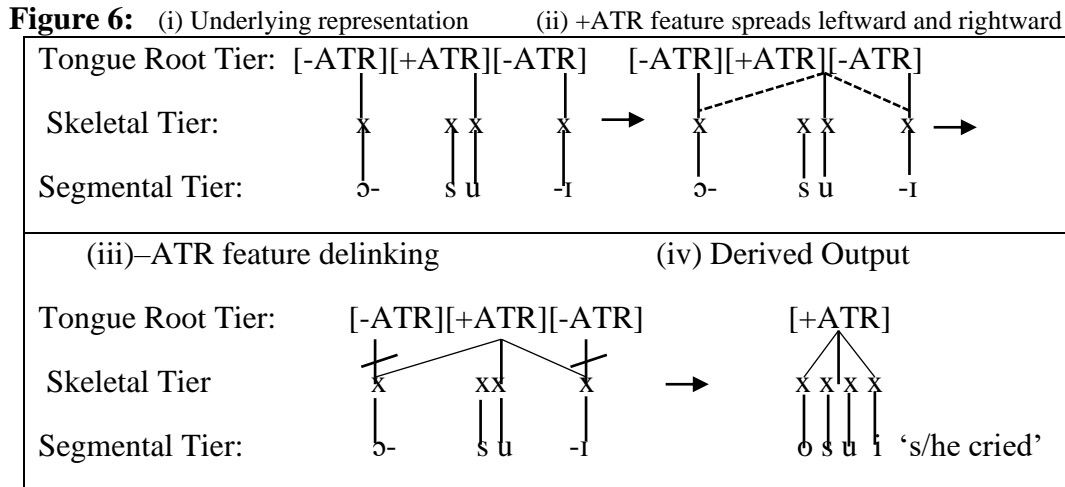 Figure 6: (i) Underlying representation (ii) +ATR feature spreads leftward and rightward
Tongue Root Tier: [-ATR][+ATR][-ATR] [-ATR][+ATR][-ATR]
Skeletal Tier: x x x x x x x x
Segmental Tier: ɔ- s u -ɪ ɔ- s u -ɪ
(iii)–ATR feature delinking (iv) Derived Output
Tongue Root Tier: [-ATR][+ATR][-ATR] [+ATR]
Skeletal Tier x xx x x x x x
Segmental Tier: ɔ- s u -ɪ o s u i ‘s/he cried’